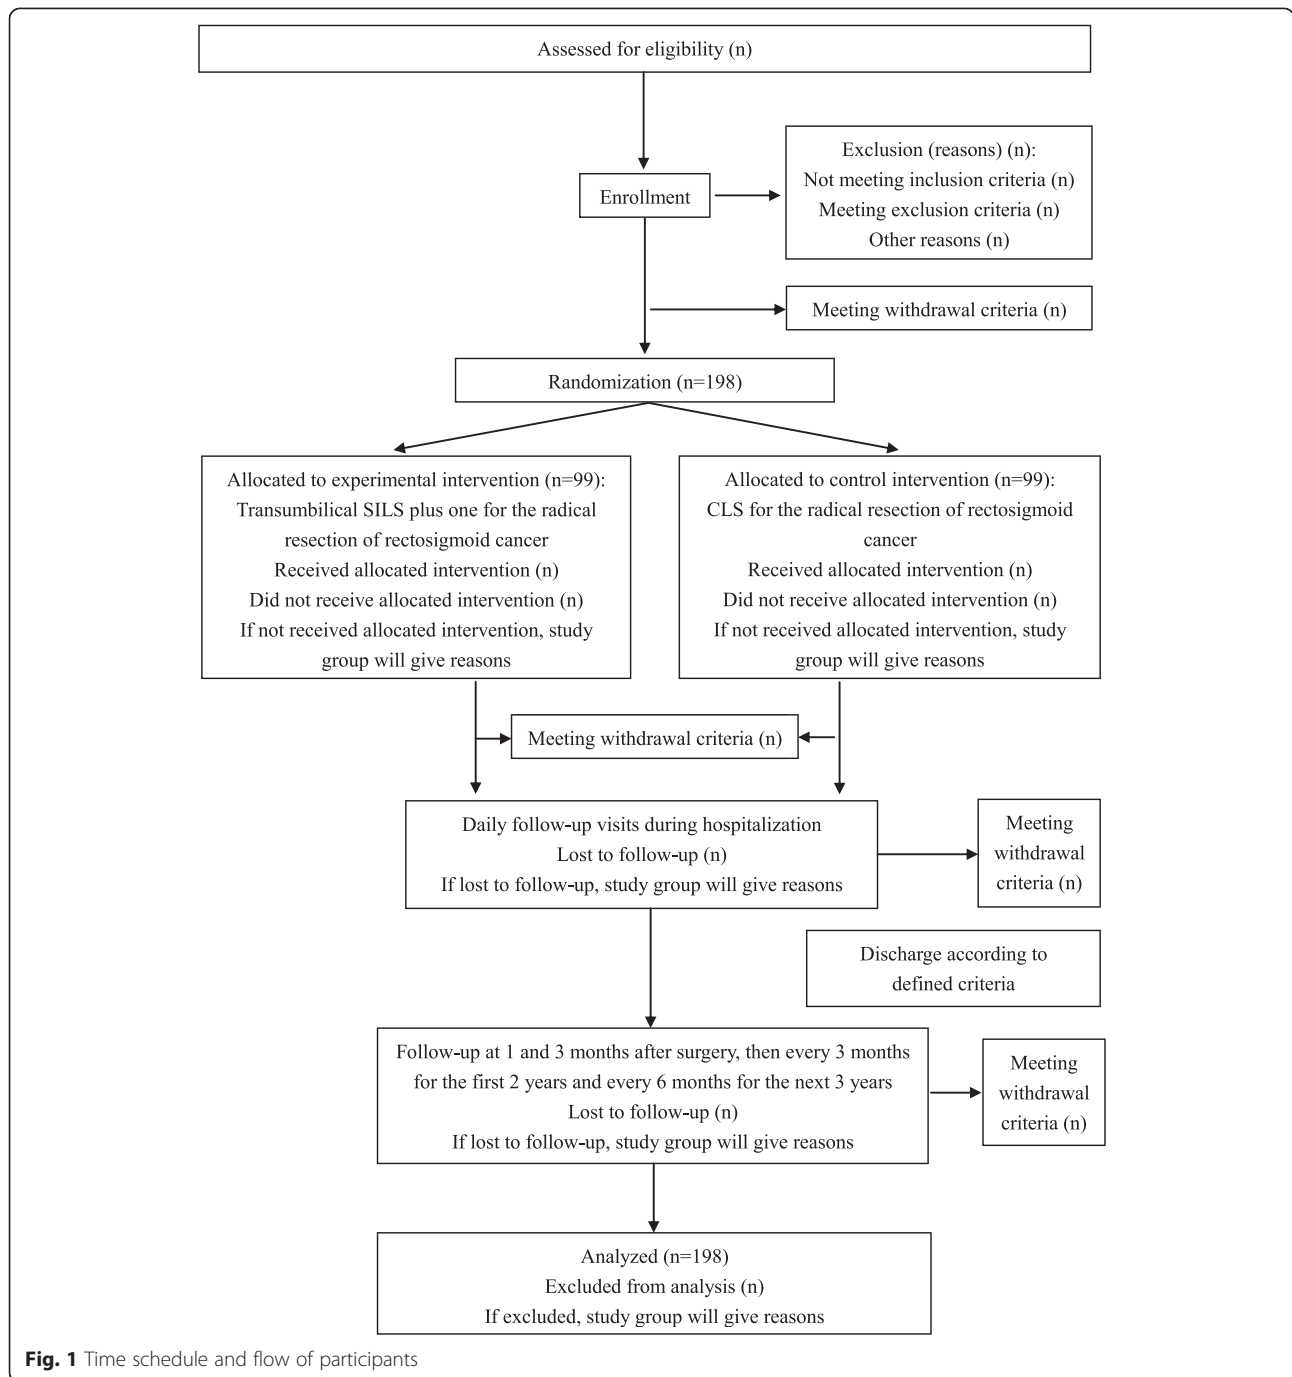 Assessed for eligibility (n)
Exclusion (reasons) (n):
Not meeting inclusion criteria (n)
Meeting exclusion criteria (n)
Other reasons (n)
Enrollment
Meeting withdrawal criteria (n)
Randomization (n=198)
Allocated to experimental intervention (n=99):
Transumbilical SILS plus one for the radical
resection of rectosigmoid cancer
Received allocated intervention (n)
Did not receive allocated intervention (n)
If not received allocated intervention, study
group will give reasons
Allocated to control intervention (n=99):
CLS for the radical resection of rectosigmoid
cancer
Received allocated intervention (n)
Did not receive allocated intervention (n)
If not received allocated intervention, study
group will give reasons
Meeting withdrawal criteria (n)
Daily follow-up visits during hospitalization
Lost to follow-up (n)
If lost to follow-up, study group will give reasons
Meeting
withdrawal
criteria (n)
Discharge according to
defined criteria
Follow-up at 1 and 3 months after surgery, then every 3 months
for the first 2 years and every 6 months for the next 3 years
Lost to follow-up (n)
If lost to follow-up, study group will give reasons
Meeting
withdrawal
criteria (n)
Analyzed (n=198)
Excluded from analysis (n)
If excluded, study group will give reasons
Fig. 1 Time schedule and flow of participants